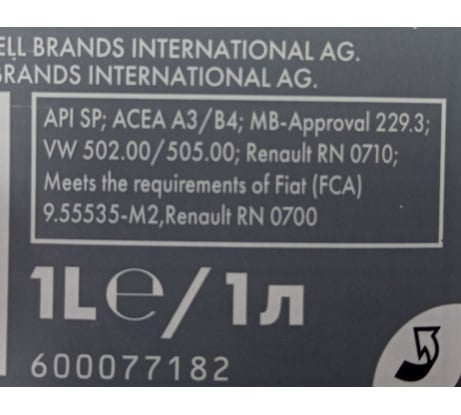 ELL BRANDS INTERNATIONAL AG.
BRANDS INTERNATIONAL AG.
API SP; ACEA A3/B4; MB-Approval 229.3;
VW 502.00/505.00; Renault RN 0710;
Meets the requirements of Fiat (FCA)
9.55535-M2,Renault RN 0700
1L℮/1л
600077182